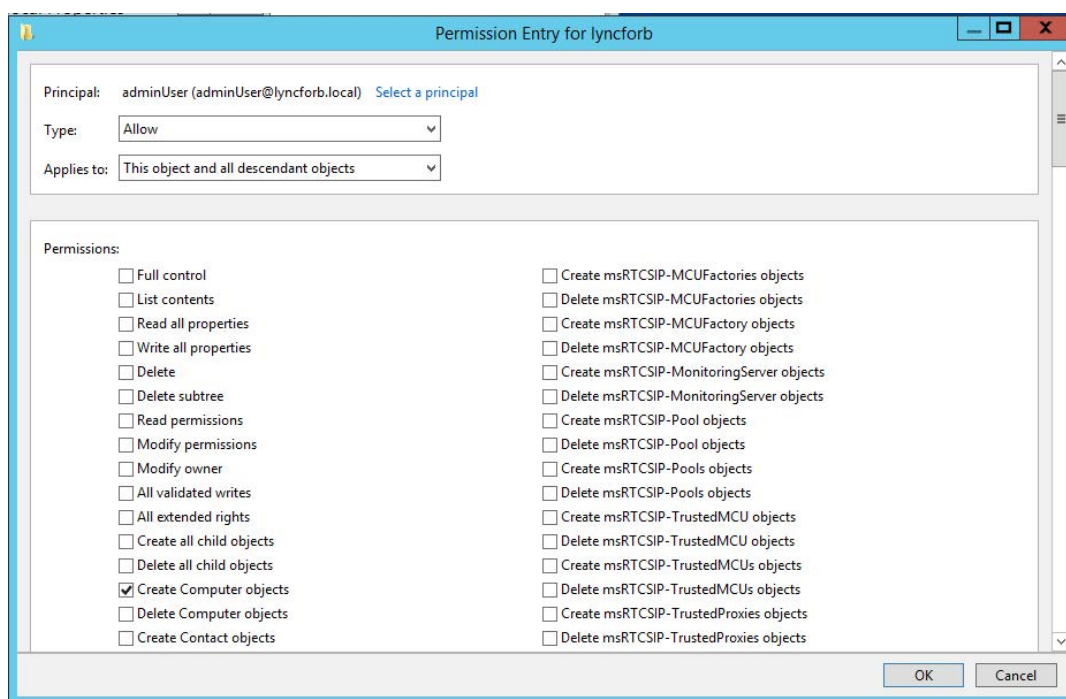 Permission Entry for lyncforb
Principal: adminUser (adminUser@lyncforb.local) Select a principal
Type: Allow
Applies to: This object and all descendant objects
Permissions:
Full control
List contents
Read all properties
Write all properties
Delete
Delete subtree
Read permissions
Modify permissions
Modify owner
All validated writes
All extended rights
Create all child objects
Delete all child objects
Create Computer objects
Delete Computer objects
Create Contact objects
Create msRTCSIP-MCUFactories objects
Delete msRTCSIP-MCUFactories objects
Create msRTCSIP-MCUFactory objects
Delete msRTCSIP-MCUFactory objects
Create msRTCSIP-MonitoringServer objects
Delete msRTCSIP-MonitoringServer objects
Create msRTCSIP-Pool objects
Delete msRTCSIP-Pool objects
Create msRTCSIP-Pools objects
Delete msRTCSIP-Pools objects
Create msRTCSIP-TrustedMCU objects
Delete msRTCSIP-TrustedMCU objects
Create msRTCSIP-TrustedMCUs objects
Delete msRTCSIP-TrustedMCUs objects
Create msRTCSIP-TrustedProxies objects
Delete msRTCSIP-TrustedProxies objects
OK Cancel